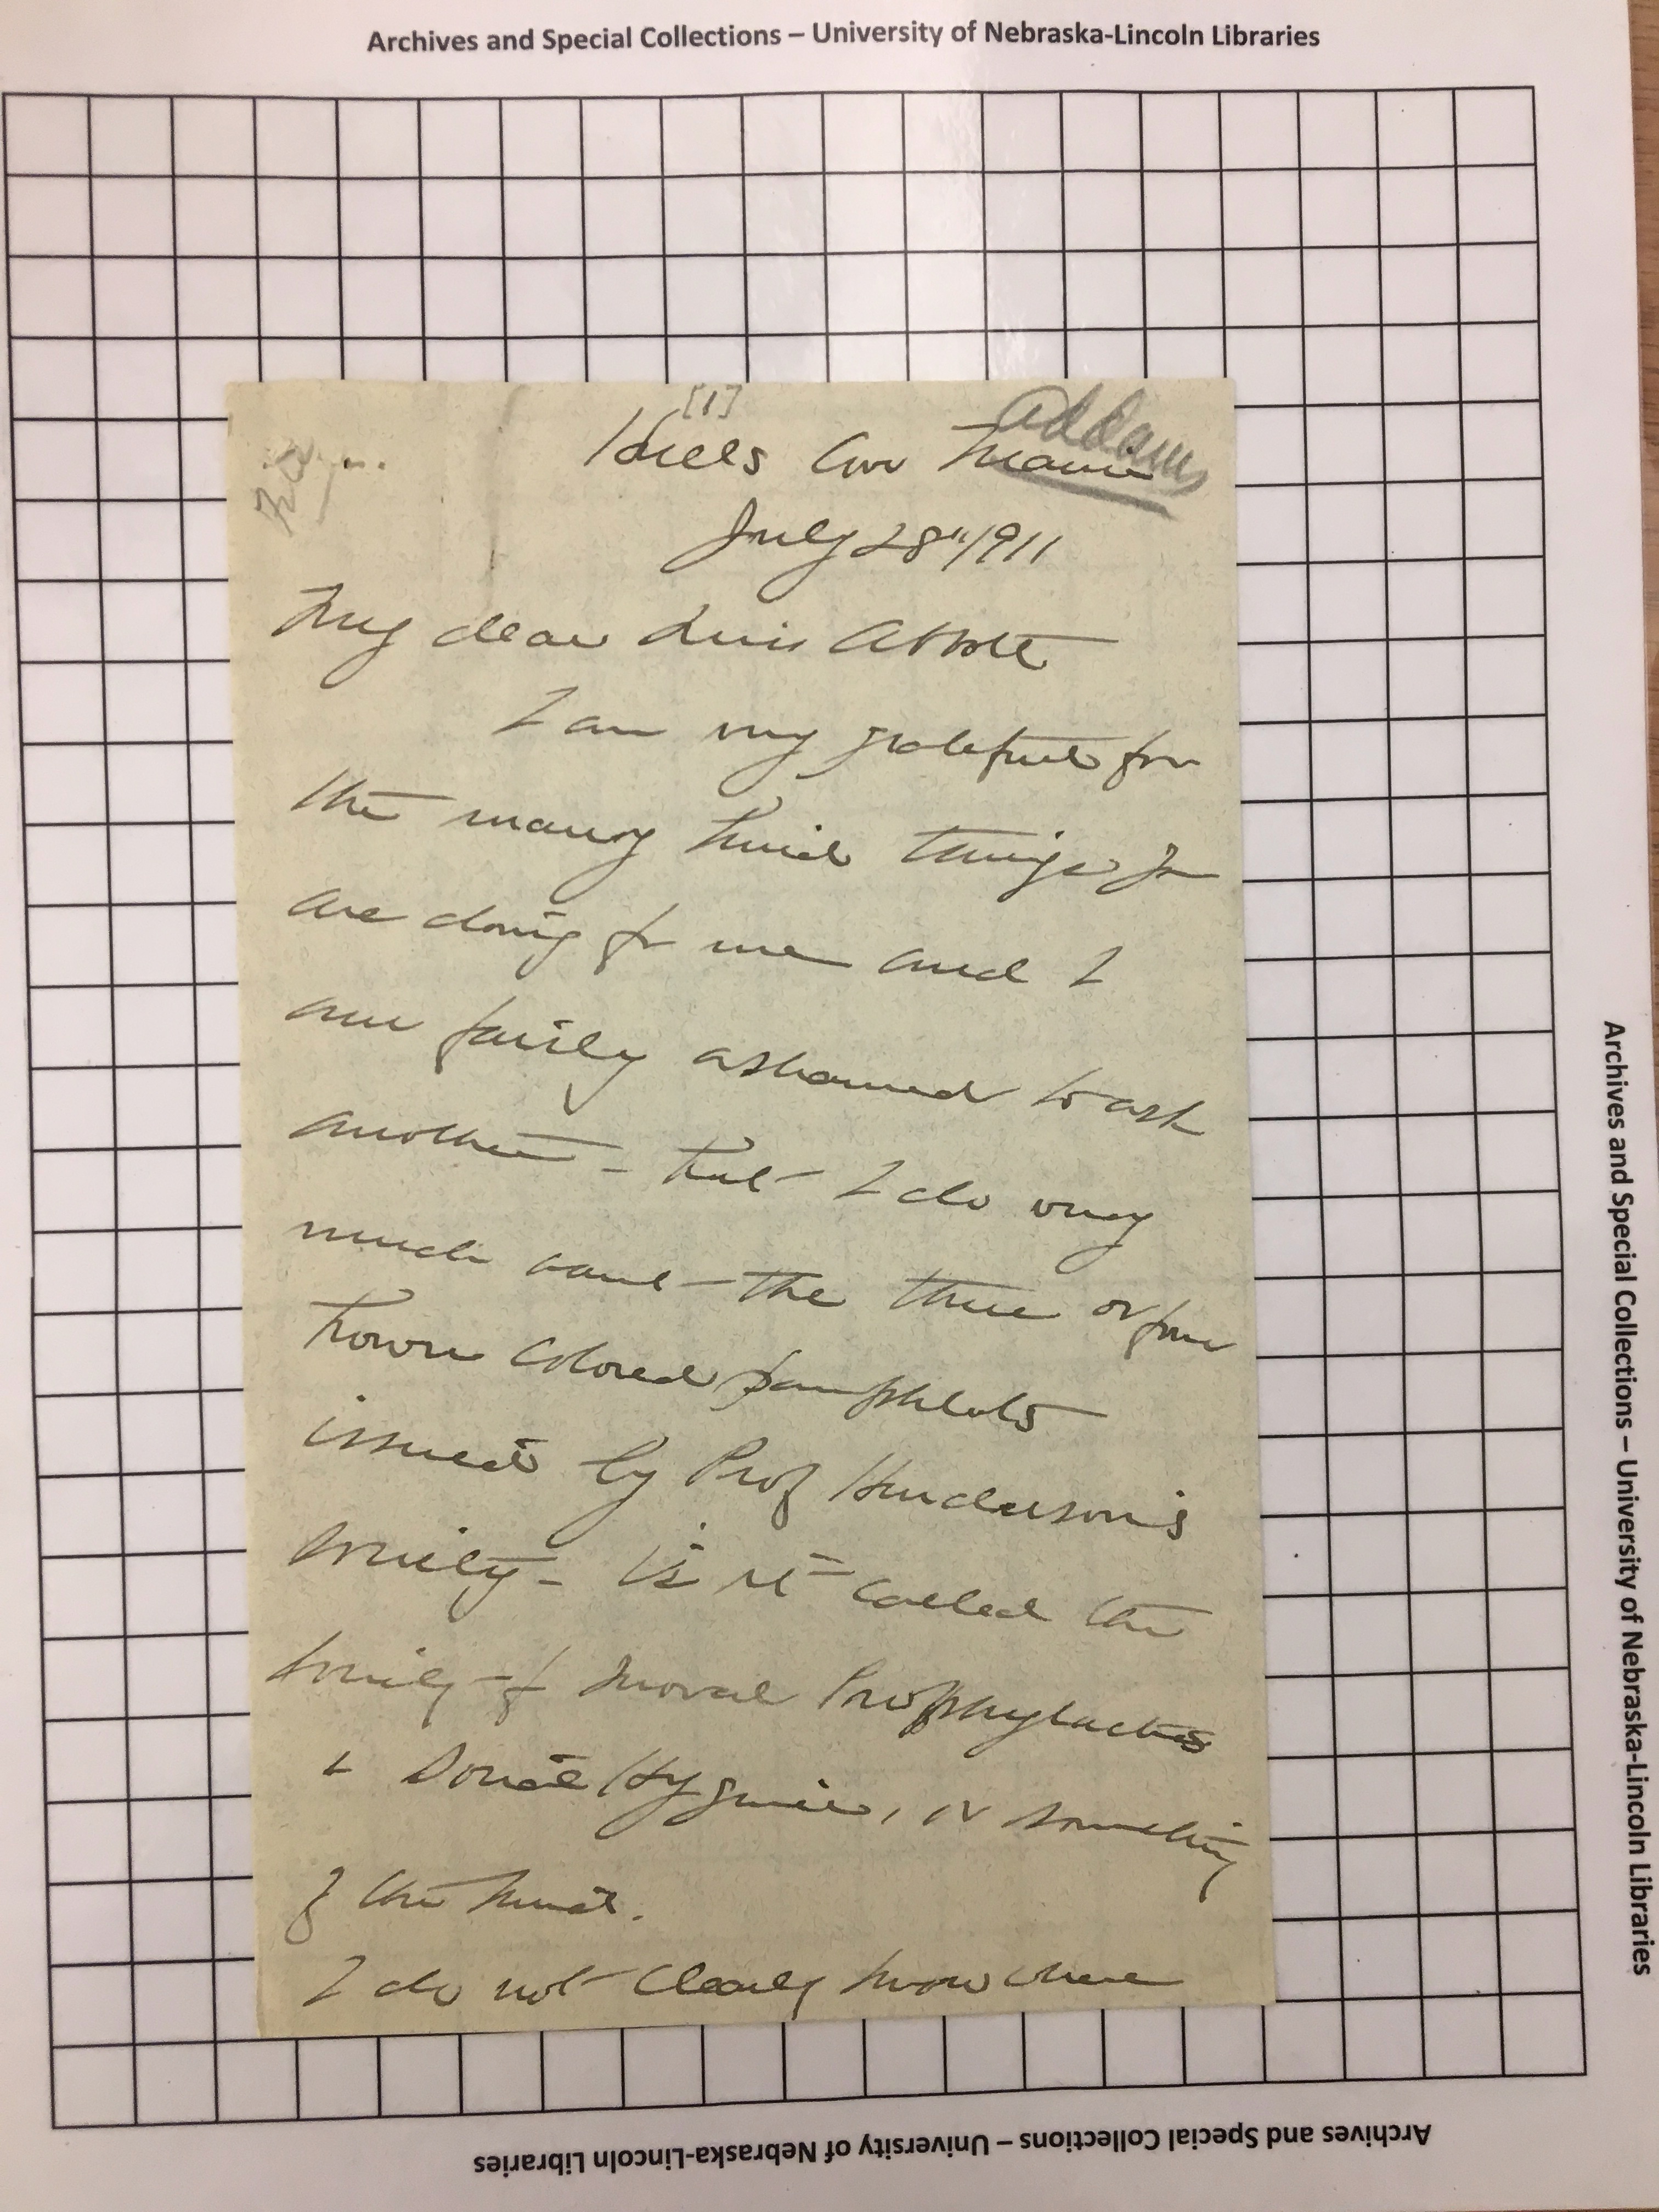 Archives and Special Collections – University of Nebraska-Lincoln Libraries
[1]
Addams
Hulls Cove Maine
July 28" 1911
My dear Miss Abbott
I am very grateful for
the many kind things you
are doing for me and I
am fairly ashamed to ask
another – but I do very
much want the three or four
brown colored pamphlets
issued by Prof Henderson's
society – is it called the
Society of Moral Prophylactics
& Social Hygiene, or something
of the kind.
I do not clearly know where
Archives and Special Collections – University of Nebraska-Lincoln Libraries
Archives and Special Collections – University of Nebraska-Lincoln Libraries